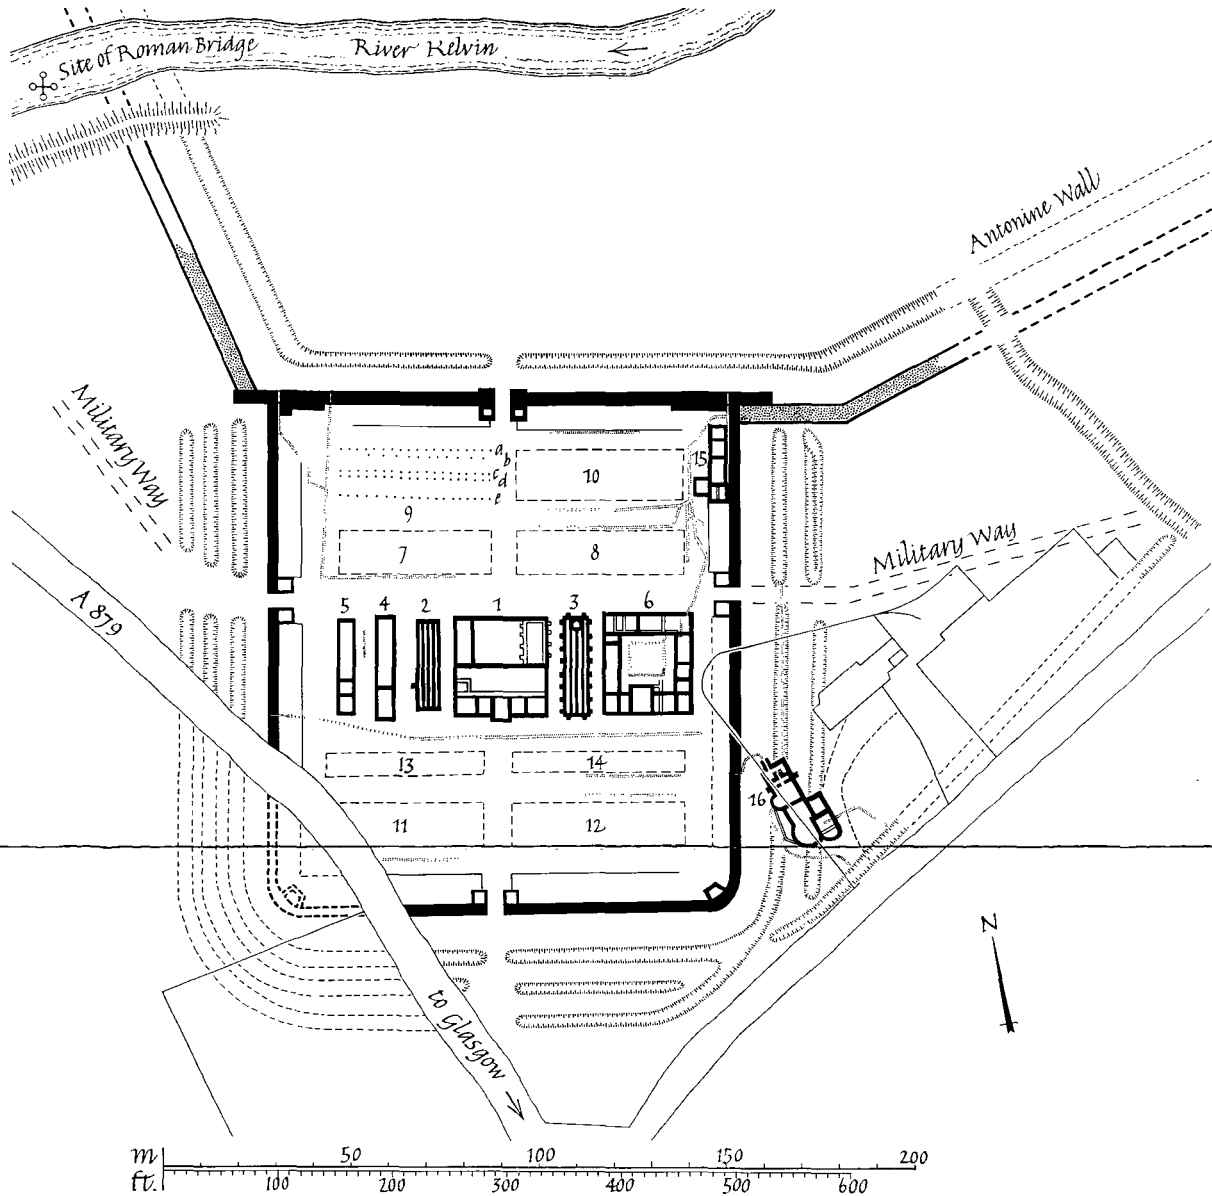 Site of Roman Bridge
River Kelvin
Antonine Wall
Military Way
a
b
c
d
e
15
10
9
7
8
Military Way
A 879
5
4
2
1
3
6
13
14
16
11
12
N
to Glasgow
m
50
100
150
200
ft.
100
200
300
400
500
600